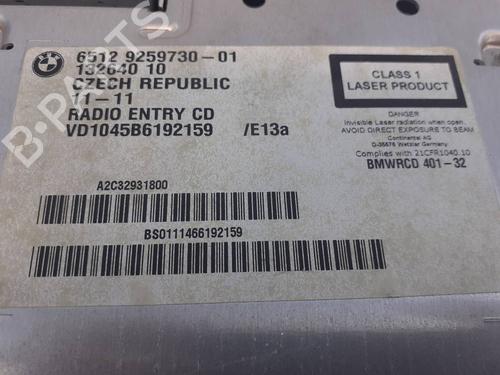 BMW
6512 9259730-01
132640 10
CZECH REPUBLIC
11-11
RADIO ENTRY CD
VD1045B6192159 /E13a
CLASS 1
LASER PRODUCT
DANGER
Invisible Laser radiation when open.
AVOID DIRECT EXPOSURE TO BEAM
Continental AG
D-35576 Wetzlar Germany
Complies with 21CFR1040.10
BMWRCD 401-32
A2C32931800
BS0111466192159
B-PARTS